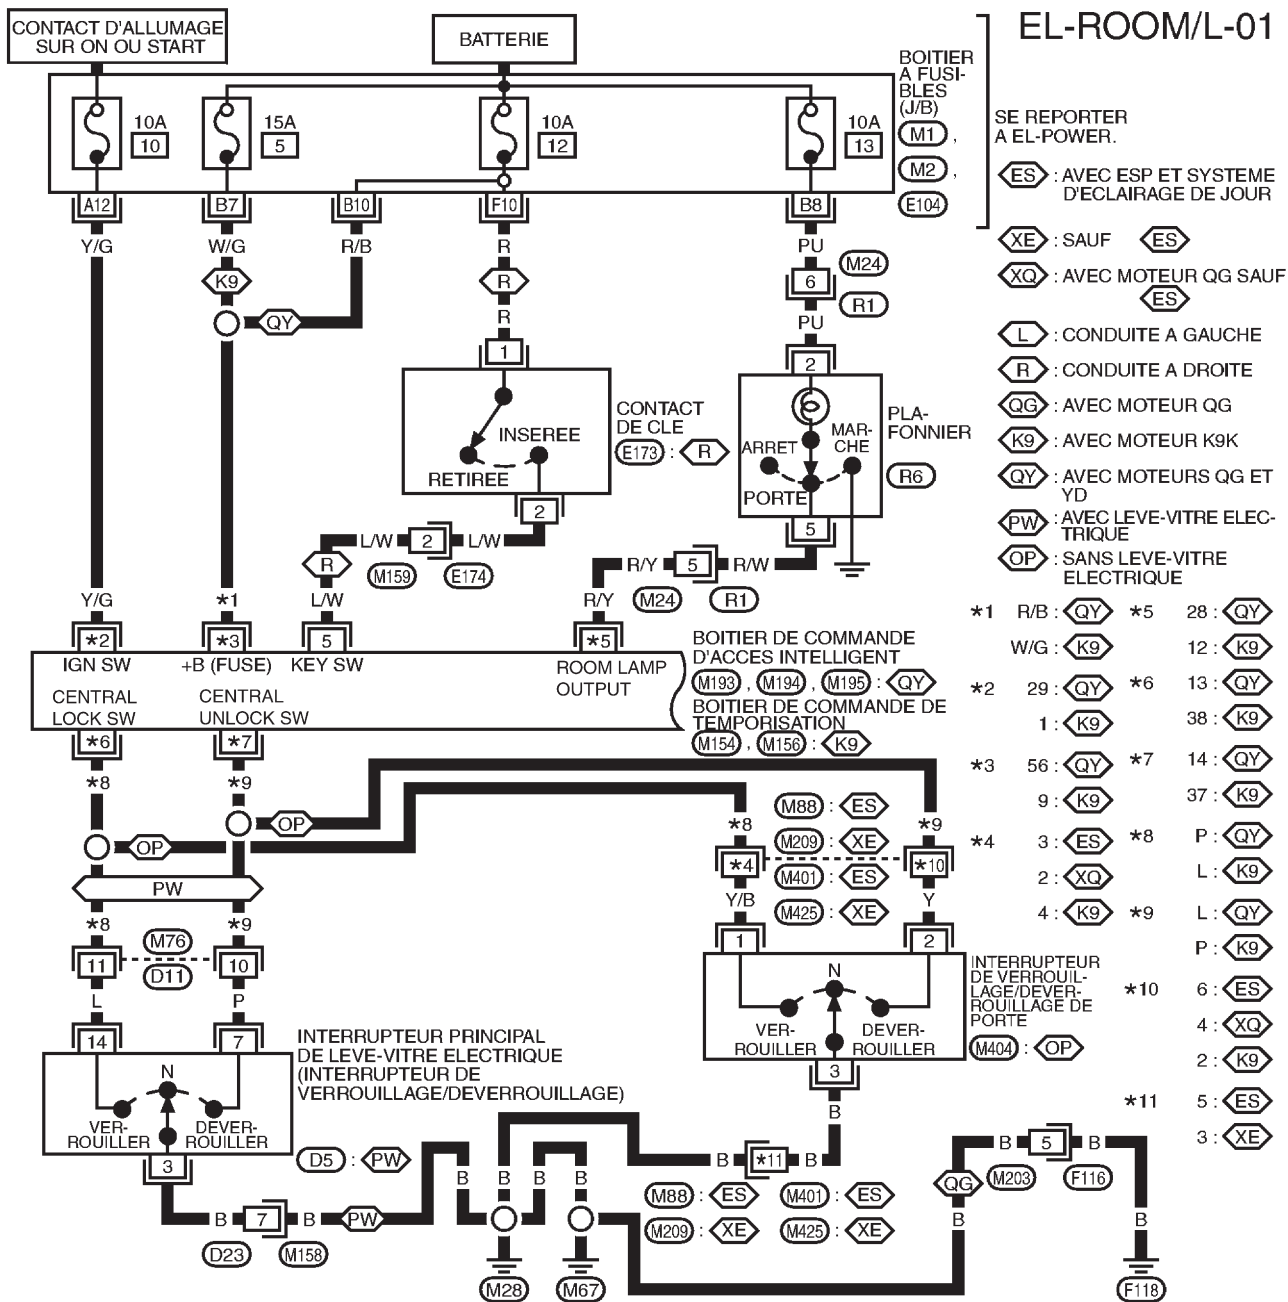 EL-ROOM/L-01
CONTACT D'ALLUMAGE
SUR ON OU START
BATTERIE
BOITIER
A FUSI-
BLES
(J/B)
M1 ,
M2 ,
E104
SE REPORTER
A EL-POWER.
10A
10
15A
5
10A
12
10A
13
A12
B7
B10
F10
B8
Y/G
W/G
R/B
R
PU
K9
QY
R
R
6
M24
R1
PU
1
2
ES : AVEC ESP ET SYSTEME
D'ECLAIRAGE DE JOUR
XE : SAUF ES
XQ : AVEC MOTEUR QG SAUF
ES
L : CONDUITE A GAUCHE
R : CONDUITE A DROITE
QG : AVEC MOTEUR QG
K9 : AVEC MOTEUR K9K
QY : AVEC MOTEURS QG ET
YD
PW : AVEC LEVE-VITRE ELEC-
TRIQUE
OP : SANS LEVE-VITRE
ELECTRIQUE
INSEREE
RETIREE
CONTACT
DE CLE
E173 : R
2
ARRET
MAR-
CHE
PORTE
PLA-
FONNIER
R6
5
L/W
2
L/W
R
M159
E174
L/W
R/Y
5
R/W
M24
R1
R/Y
Y/G
*1
*2
*3
5
*5
IGN SW
+B (FUSE)
KEY SW
ROOM LAMP
OUTPUT
CENTRAL
LOCK SW
CENTRAL
UNLOCK SW
BOITIER DE COMMANDE
D'ACCES INTELLIGENT
M193 , M194 , M195 : QY
BOITIER DE COMMANDE DE
TEMPORISATION
M154 , M156 : K9
*6
*7
*8
*9
OP
OP
PW
*8
*9
11
M76
D11
10
L
P
14
7
N
VER-
ROUILLER
DEVER-
ROUILLER
3
INTERRUPTEUR PRINCIPAL
DE LEVE-VITRE ELECTRIQUE
(INTERRUPTEUR DE
VERROUILLAGE/DEVERROUILLAGE)
D5 : PW
*8
*9
M88 : ES
M209 : XE
*4
*10
M401 : ES
M425 : XE
Y/B
Y
1
2
N
VER-
ROUILLER
DEVER-
ROUILLER
3
INTERRUPTEUR
DE VERROUIL-
LAGE/DEVER-
ROUILLAGE DE
PORTE
M404 : OP
B
B
*11
B
M88 : ES
M401 : ES
M209 : XE
M425 : XE
B
7
B
PW
D23
M158
B
B
B
M28
M67
QG
B
B
5
B
M203
F116
B
F118
*1 R/B : QY
W/G : K9
*2 29 : QY
1 : K9
*3 56 : QY
9 : K9
*4 3 : ES
2 : XQ
4 : K9
*5 28 : QY
12 : K9
*6 13 : QY
38 : K9
*7 14 : QY
37 : K9
*8 P : QY
L : K9
*9 L : QY
P : K9
*10 6 : ES
4 : XQ
2 : K9
*11 5 : ES
3 : XE